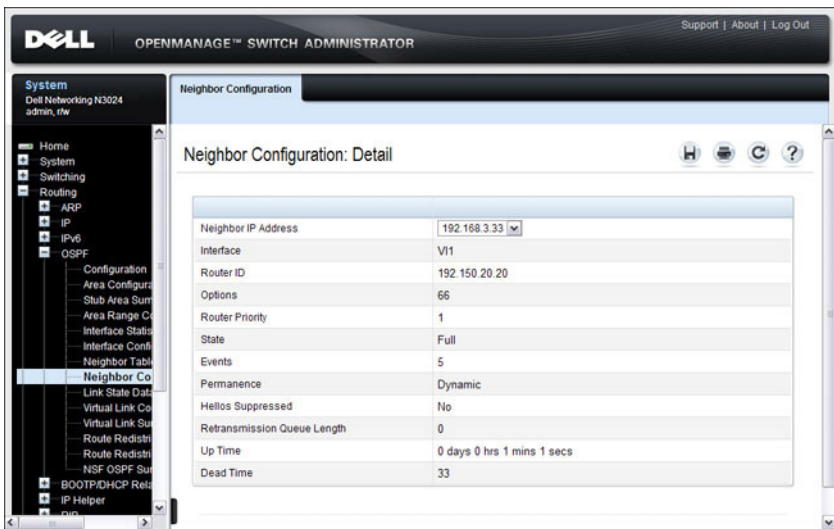 Support | About | Log Out
DELL OPENMANAGE™ SWITCH ADMINISTRATOR
System
Dell Networking N3024
admin, r/w
Home
System
Switching
Routing
ARP
IP
IPv6
OSPF
Configuration
Area Configura
Stub Area Sum
Area Range Co
Interface Statis
Interface Confi
Neighbor Table
Neighbor Co
Link State Data
Virtual Link Co
Virtual Link Su
Route Redistri
Route Redistri
NSF OSPF Su
BOOTP/DHCP Rela
IP Helper
Neighbor Configuration
Neighbor Configuration: Detail
Neighbor IP Address 192.168.3.33
Interface Vl1
Router ID 192.150.20.20
Options 66
Router Priority 1
State Full
Events 5
Permanence Dynamic
Hellos Suppressed No
Retransmission Queue Length 0
Up Time 0 days 0 hrs 1 mins 1 secs
Dead Time 33